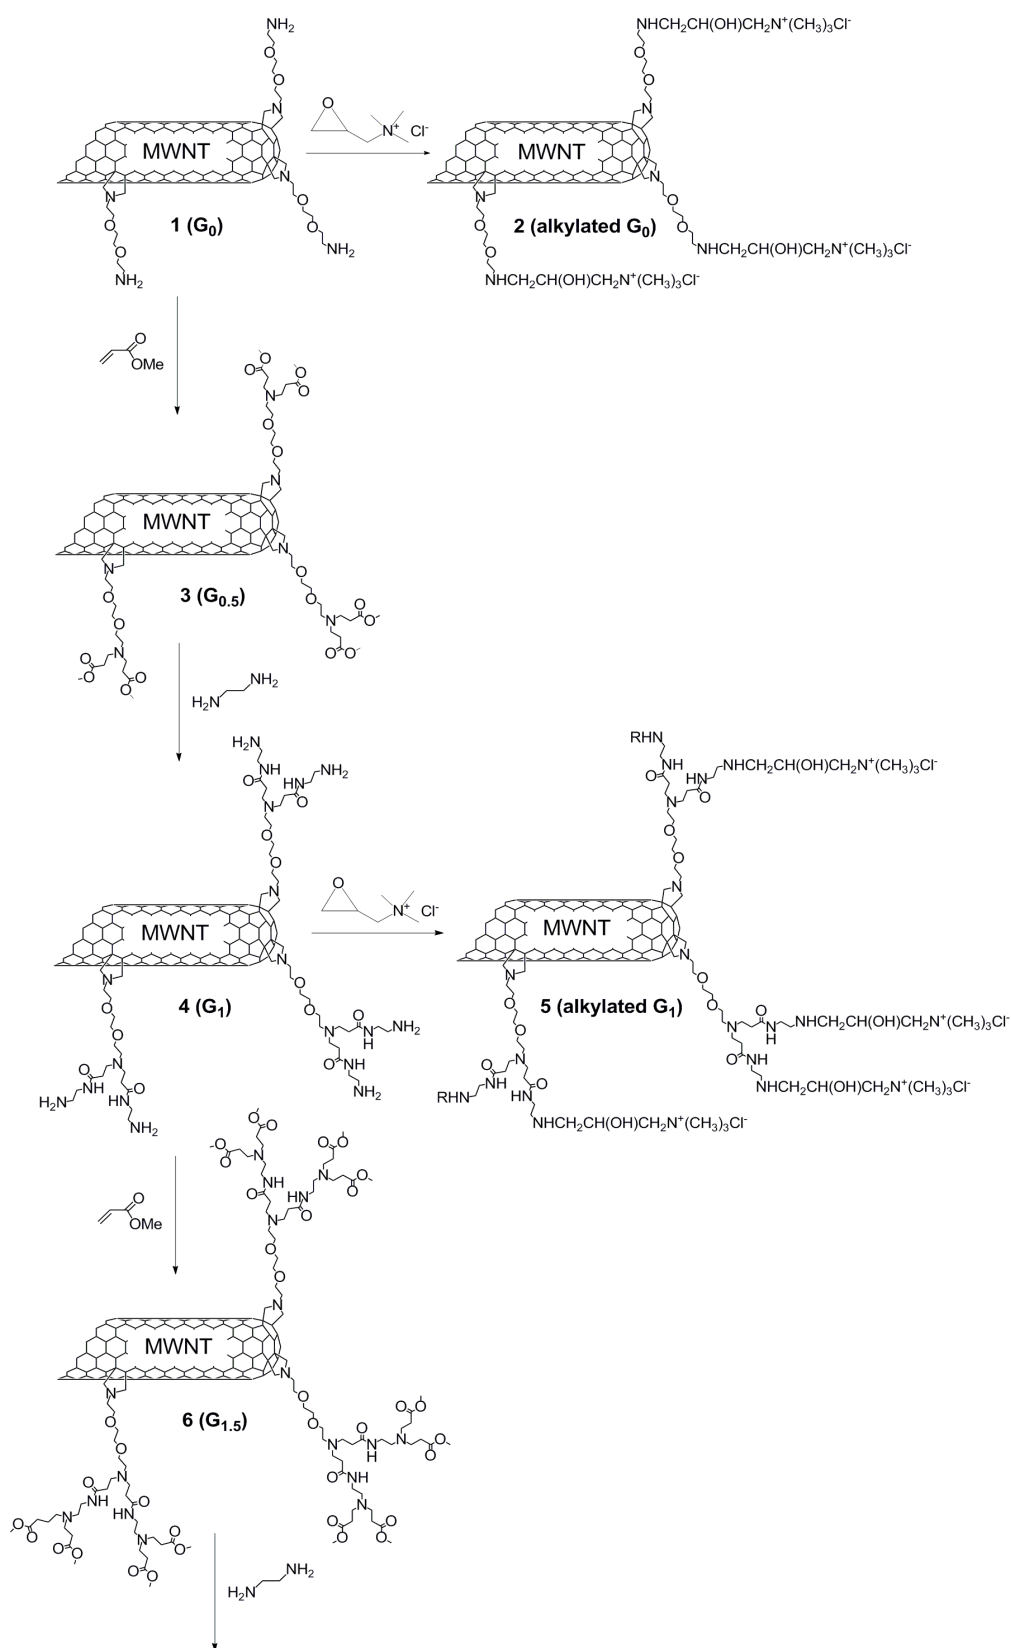 NH2
O
O
N
MWNT
N
N
O
O
O
O
NH2
NH2
1 (G0)
O
N+ Cl-
NHCH2CH(OH)CH2N+(CH3)3Cl-
O
O
N
MWNT
N
N
O
O
O
O
2 (alkylated G0)
NHCH2CH(OH)CH2N+(CH3)3Cl-
NHCH2CH(OH)CH2N+(CH3)3Cl-
O
OMe
O
O
O
O
N
O
O
N
MWNT
N
N
O
O
O
O
3 (G0.5)
N
O
O
O
O
N
O
O
O
O
H2N
NH2
H2N
NH
O
HN
NH2
O
N
O
O
N
MWNT
N
N
O
O
O
O
4 (G1)
N
O
N
H
NH2
O
NH
NH2
N
O
NH
H2N
O
HN
NH2
O
N+ Cl-
RHN
NH
O
HN
NHCH2CH(OH)CH2N+(CH3)3Cl-
O
N
O
O
N
MWNT
N
N
O
O
O
O
5 (alkylated G1)
N
O
N
H
NHCH2CH(OH)CH2N+(CH3)3Cl-
O
NH
NHCH2CH(OH)CH2N+(CH3)3Cl-
N
O
NH
RHN
O
HN
NHCH2CH(OH)CH2N+(CH3)3Cl-
O
OMe
O
O
O
O
N
NH
O
HN
O
N
O
O
O
O
N
O
O
N
MWNT
N
N
O
O
O
O
6 (G1.5)
N
O
N
H
N
O
O
O
O
O
NH
N
O
O
O
O
N
O
NH
N
O
O
O
O
O
HN
N
O
O
O
O
H2N
NH2